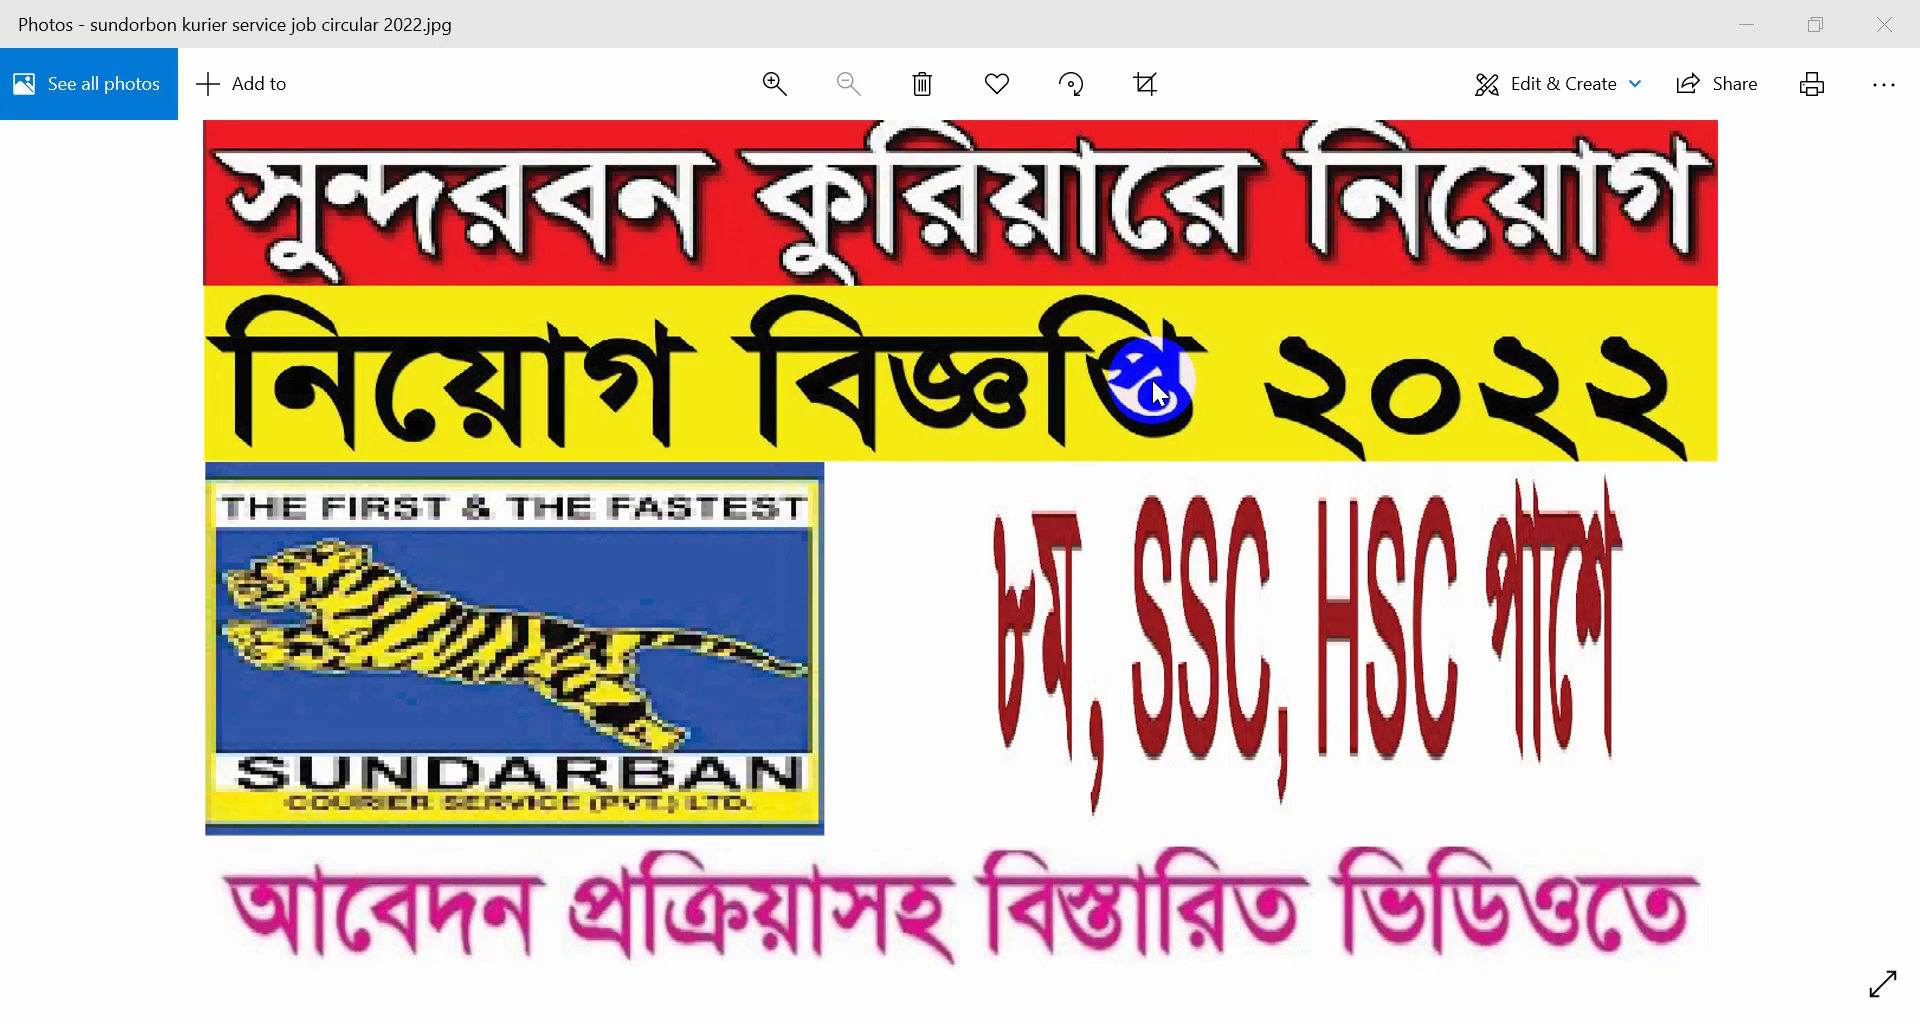 Photos - sundorbon kurier service job circular 2022.jpg
See all photos
Add to
Edit & Create
Share
সুন্দরবন কুরিয়ারে নিয়োগ
নিয়োগ বিজ্ঞপ্তি ২০২২
THE FIRST & THE FASTEST
SUNDARBAN
COURIER SERVICE (PVT.) LTD.
৮ম, SSC, HSC পাশে
আবেদন প্রক্রিয়াসহ বিস্তারিত ভিডিওতে